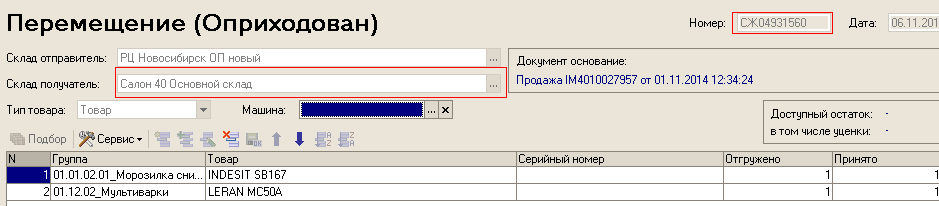 Перемещение (Оприходован)
Номер: СЖ04931560 Дата: 06.11.201
Склад отправитель: РЦ Новосибирск ОП новый ...
Документ основание:
Склад получатель: Салон 40 Основной склад ...
Продажа IM4010027957 от 01.11.2014 12:34:24
Тип товара: Товар Машина: ... ×
Доступный остаток: -
в том числе уценки: -
Подбор Сервис
N Группа Товар Серийный номер Отгружено Принято
1 01.01.02.01_Морозилка сни... INDESIT SB167 1 1
2 01.12.02_Мультиварки LERAN MC50A 1 1